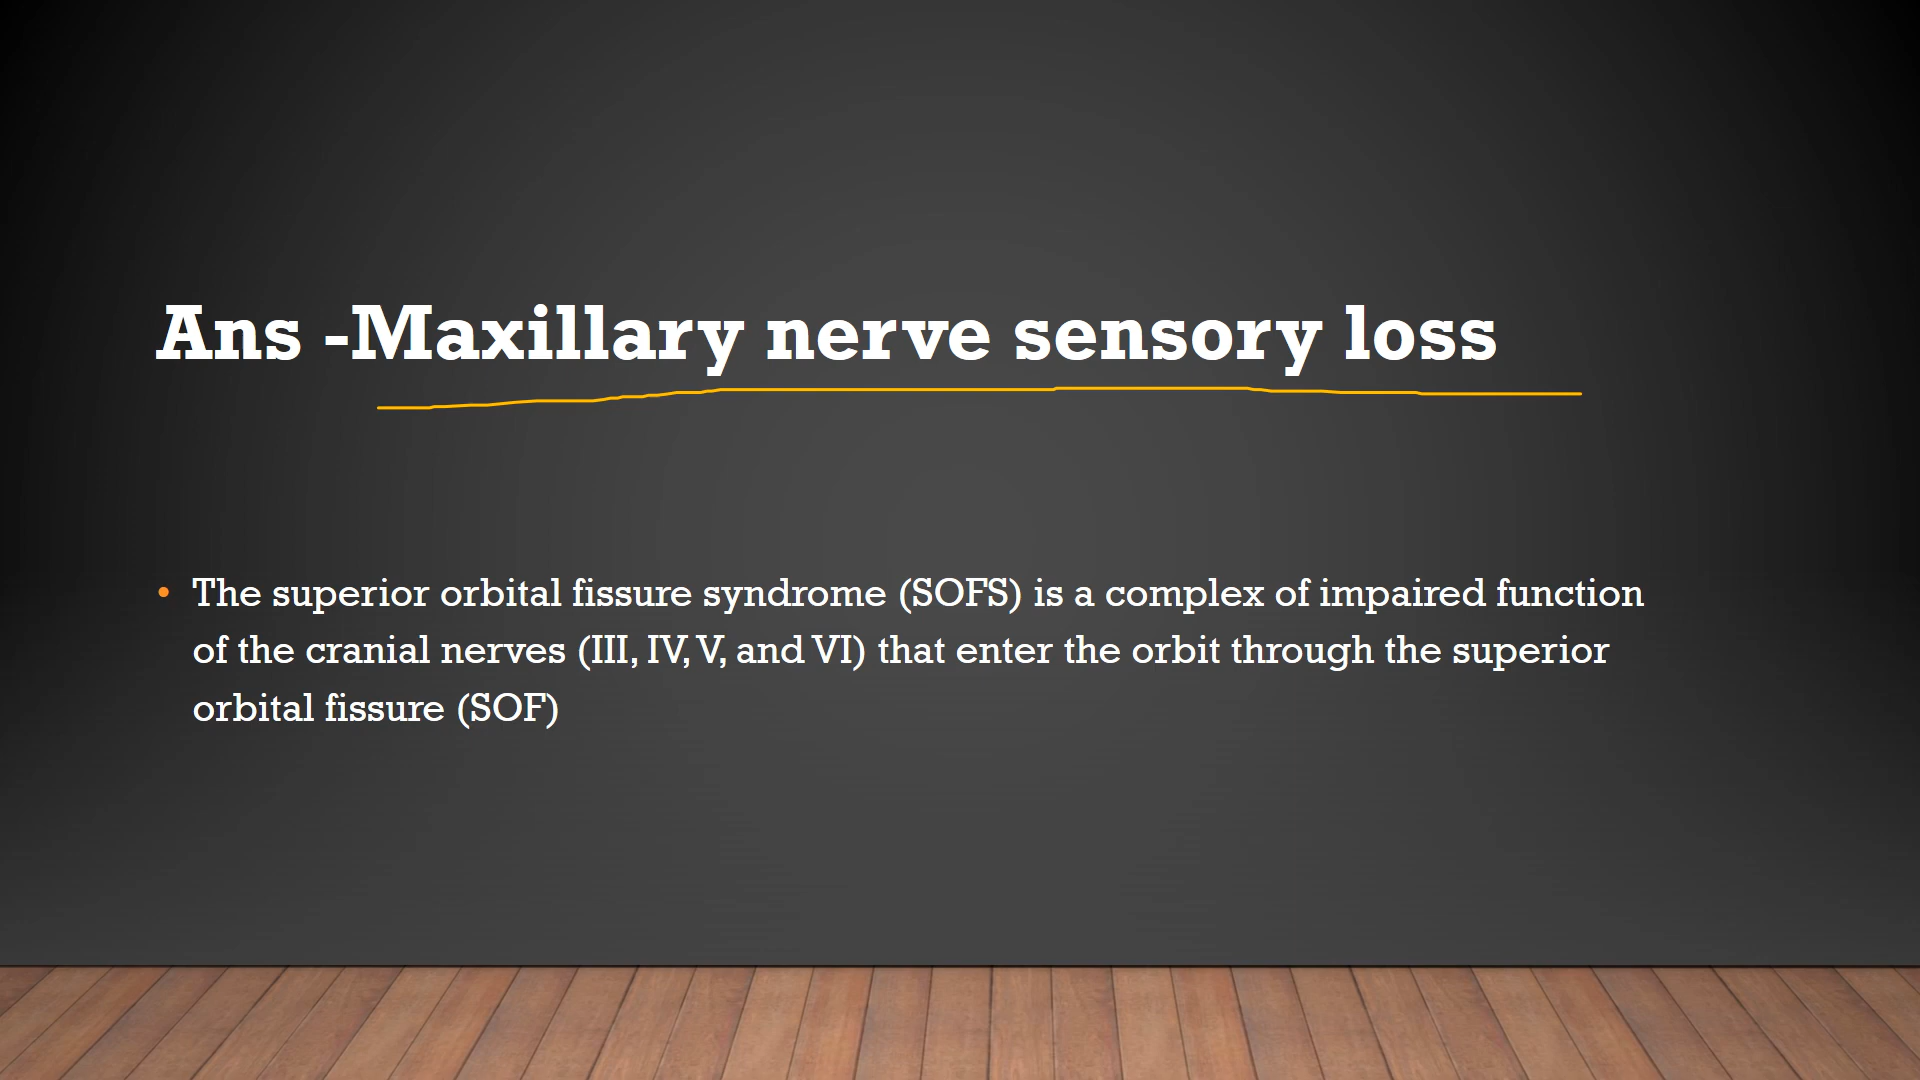 Ans -Maxillary nerve sensory loss
• The superior orbital fissure syndrome (SOFS) is a complex of impaired function
of the cranial nerves (III, IV, V, and VI) that enter the orbit through the superior
orbital fissure (SOF)